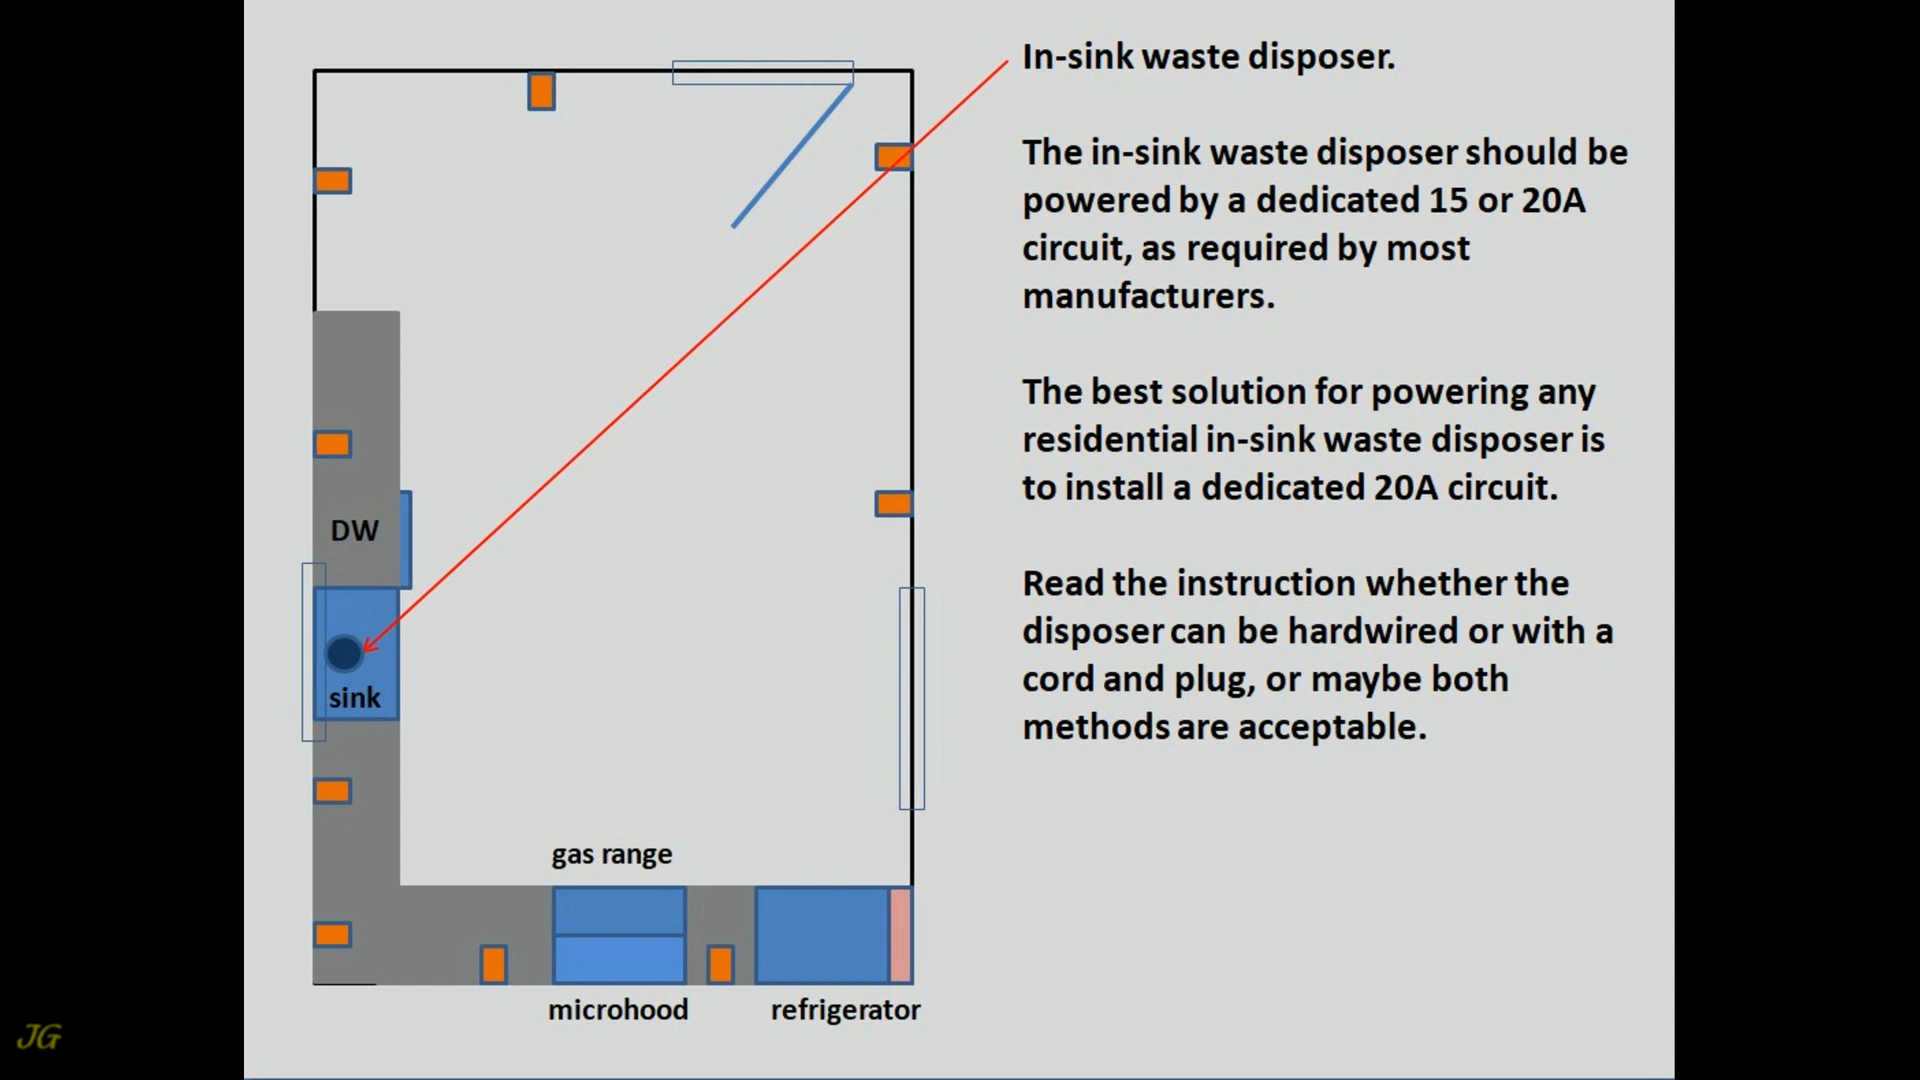 In-sink waste disposer.
The in-sink waste disposer should be
powered by a dedicated 15 or 20A
circuit, as required by most
manufacturers.
The best solution for powering any
residential in-sink waste disposer is
to install a dedicated 20A circuit.
Read the instruction whether the
disposer can be hardwired or with a
cord and plug, or maybe both
methods are acceptable.
DW
sink
gas range
microhood
refrigerator
JG